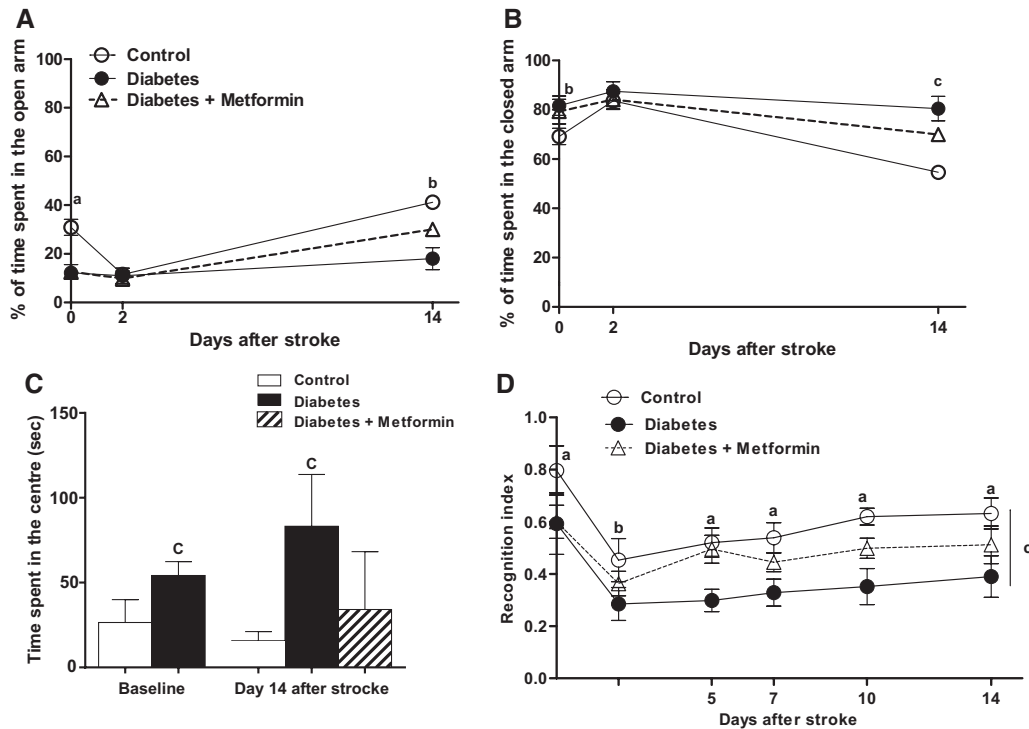 A
Control
Diabetes
Diabetes + Metformin
% of time spent in the open arm
100
80
60
40
20
0
a
b
0 2 14
Days after stroke
B
% of time spent in the closed arm
100
80
60
40
20
0
b
c
0 2 14
Days after stroke
C
Control
Diabetes
Diabetes + Metformin
Time spent in the centre (sec)
150
100
50
0
C
C
Baseline Day 14 after strocke
D
Control
Diabetes
Diabetes + Metformin
Recognition index
1.0
0.8
0.6
0.4
0.2
0.0
a
b
a
a
a
a
5 7 10 14
Days after stroke